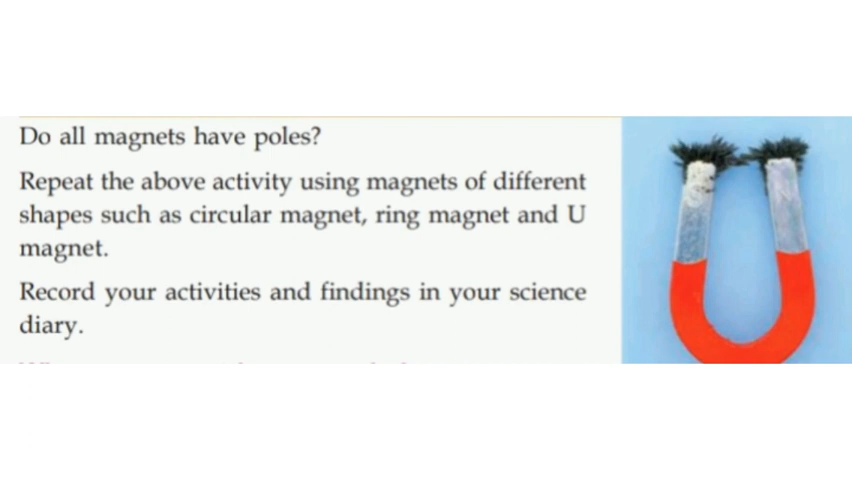 Do all magnets have poles?
Repeat the above activity using magnets of different
shapes such as circular magnet, ring magnet and U
magnet.
Record your activities and findings in your science
diary.